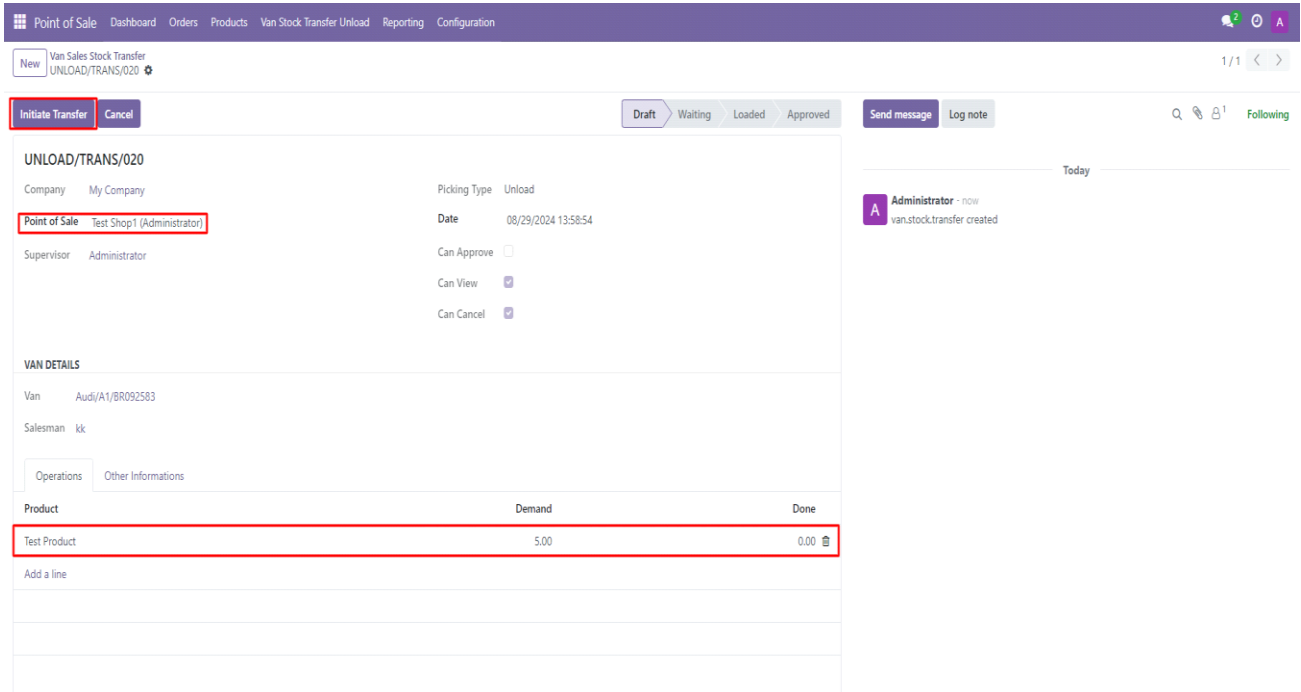 Point of Sale Dashboard Orders Products Van Stock Transfer Unload Reporting Configuration 2 A
New Van Sales Stock Transfer
UNLOAD/TRANS/020 1 / 1
Initiate Transfer Cancel Draft Waiting Loaded Approved Send message Log note 1 Following
UNLOAD/TRANS/020
Today
Company My Company Picking Type Unload
A Administrator - now
van.stock.transfer created
Point of Sale Test Shop1 (Administrator) Date 08/29/2024 13:58:54
Supervisor Administrator Can Approve
Can View
Can Cancel
VAN DETAILS
Van Audi/A1/BR092583
Salesman kk
Operations Other Informations
Product Demand Done
Test Product 5.00 0.00
Add a line